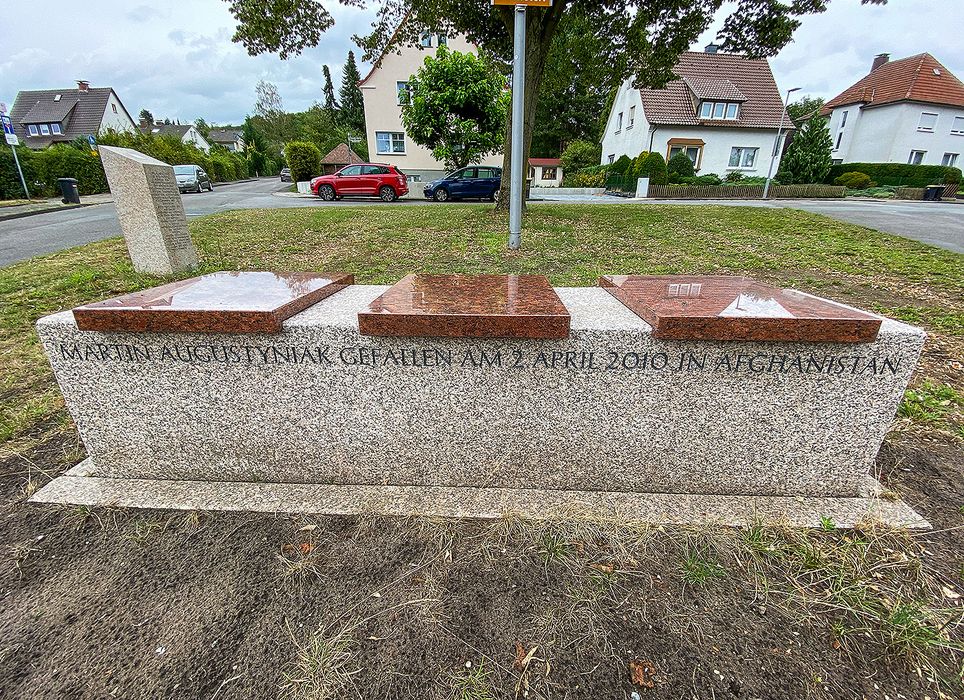 MARTIN AUGUSTYNIAK GEFALLEN AM 2. APRIL 2010 IN AFGHANISTAN